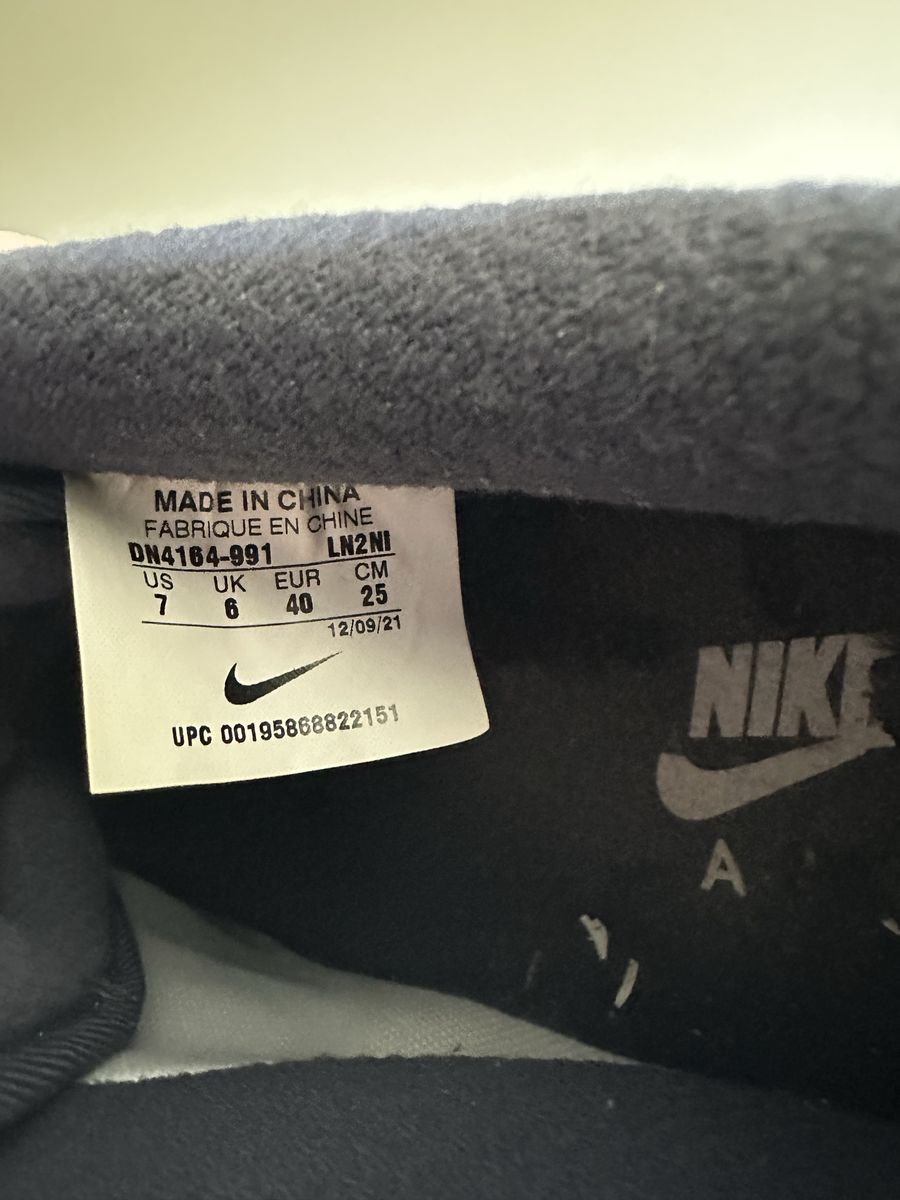 MADE IN CHINA
FABRIQUE EN CHINE
DN4164-991 LN2NI
US UK EUR CM
7 6 40 25
12/09/21
UPC 00195868822151
NIKE
A